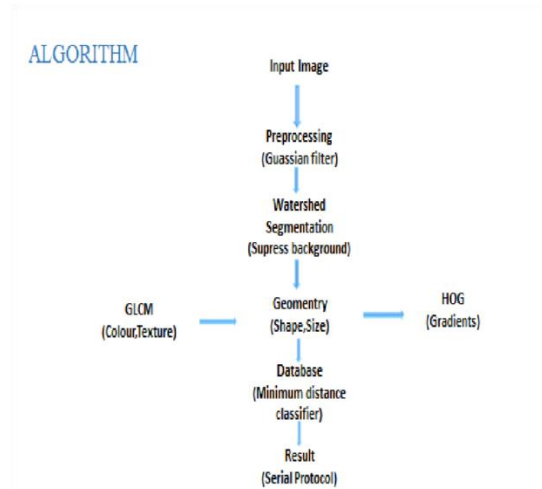 ALGORITHM
Input Image
Preprocessing
(Guassian filter)
Watershed
Segmentation
(Supress background)
GLCM
(Colour,Texture)
Geomentry
(Shape,Size)
HOG
(Gradients)
Database
(Minimum distance
classifier)
Result
(Serial Protocol)